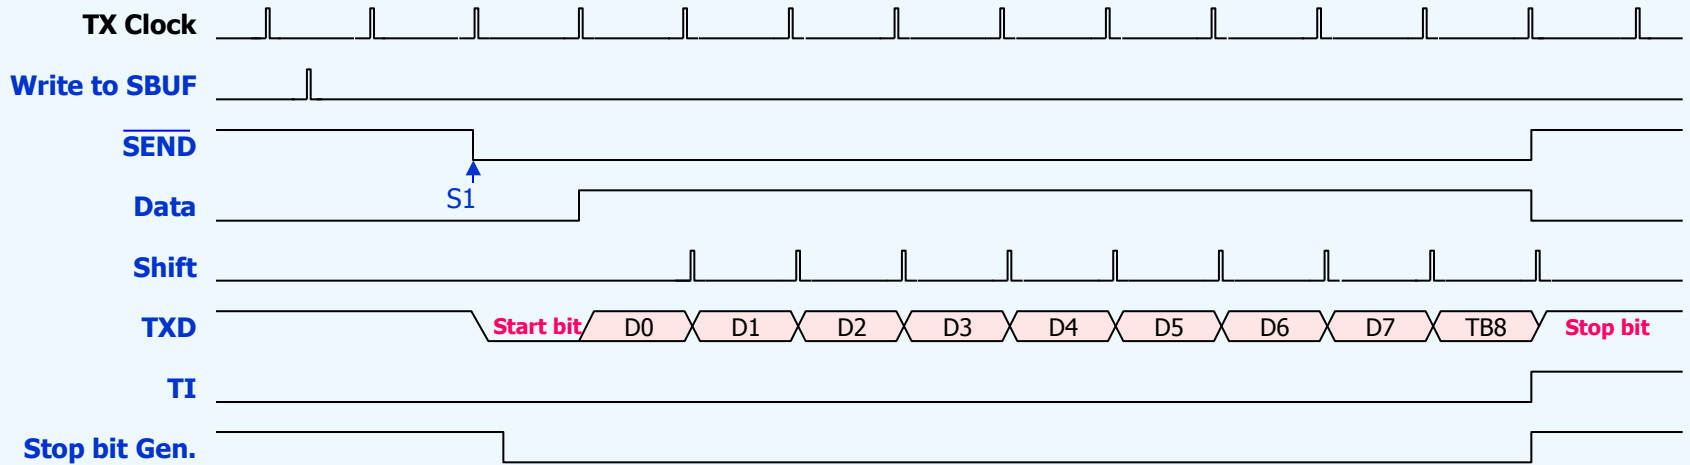 TX Clock
Write to SBUF
SEND
S1
Data
Shift
TXD Start bit D0 D1 D2 D3 D4 D5 D6 D7 TB8 Stop bit
TI
Stop bit Gen.